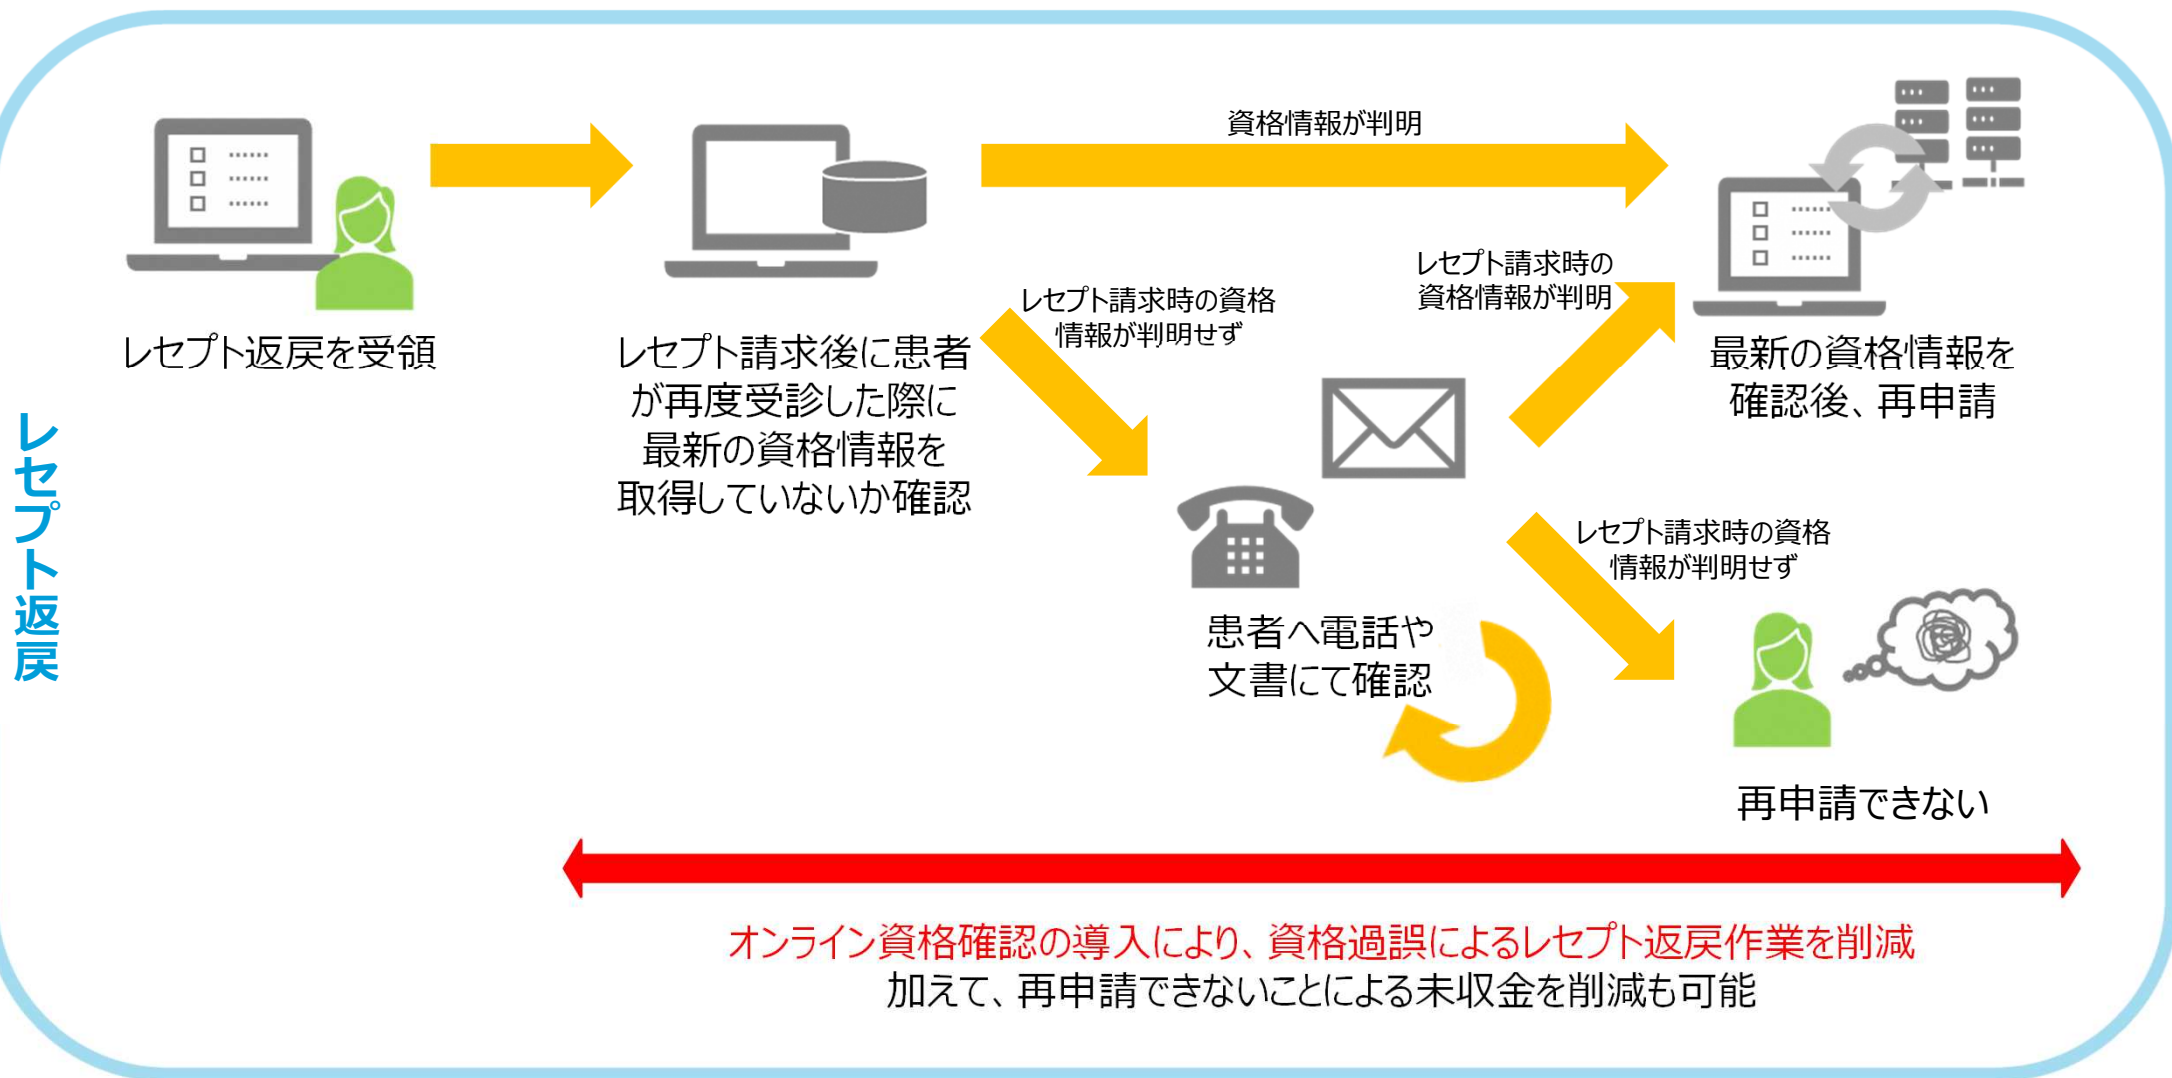 レセプト返戻
レセプト返戻を受領
レセプト請求後に患者
が再度受診した際に
最新の資格情報を
取得していないか確認
資格情報が判明
レセプト請求時の資格
情報が判明せず
患者へ電話や
文書にて確認
レセプト請求時の
資格情報が判明
最新の資格情報を
確認後、再申請
レセプト請求時の資格
情報が判明せず
再申請できない
オンライン資格確認の導入により、資格過誤によるレセプト返戻作業を削減
加えて、再申請できないことによる未収金を削減も可能